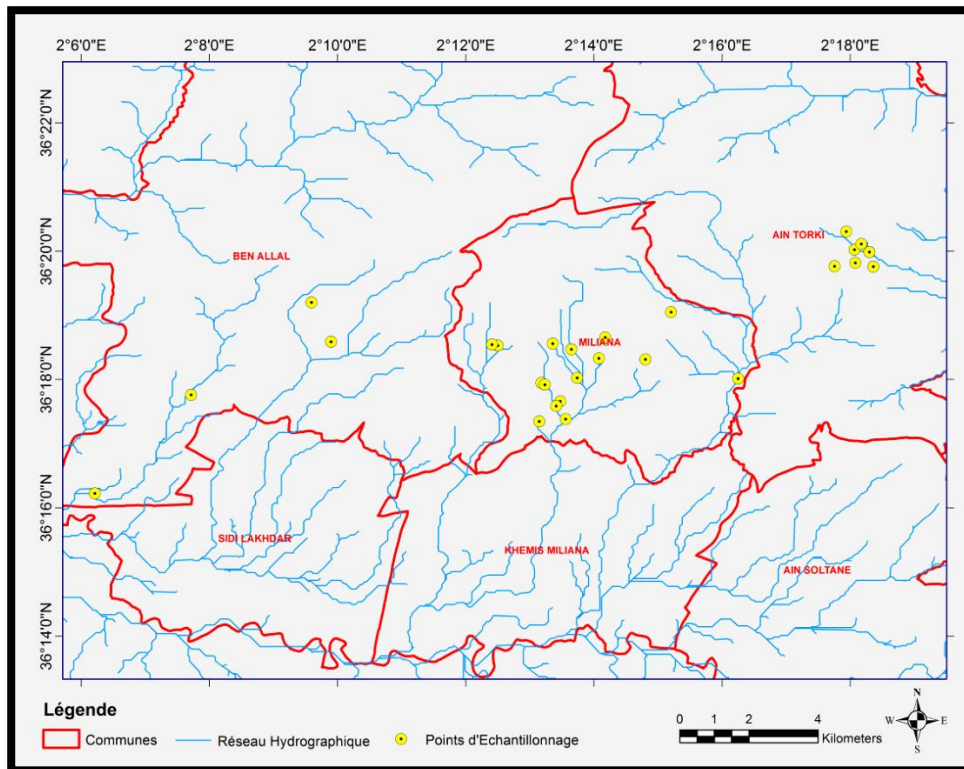 2°6'0"E 2°8'0"E 2°10'0"E 2°12'0"E 2°14'0"E 2°16'0"E 2°18'0"E
36°22'0"N
36°20'0"N
36°18'0"N
36°16'0"N
36°14'0"N
AIN TORKI
BEN ALLAL
MILIANA
SIDI LAKHDAR
KHEMIS MILIANA
AIN SOLTANE
Légende
Communes
Réseau Hydrographique
Points d'Echantillonnage
0 1 2 4
Kilometers
N
W E
S